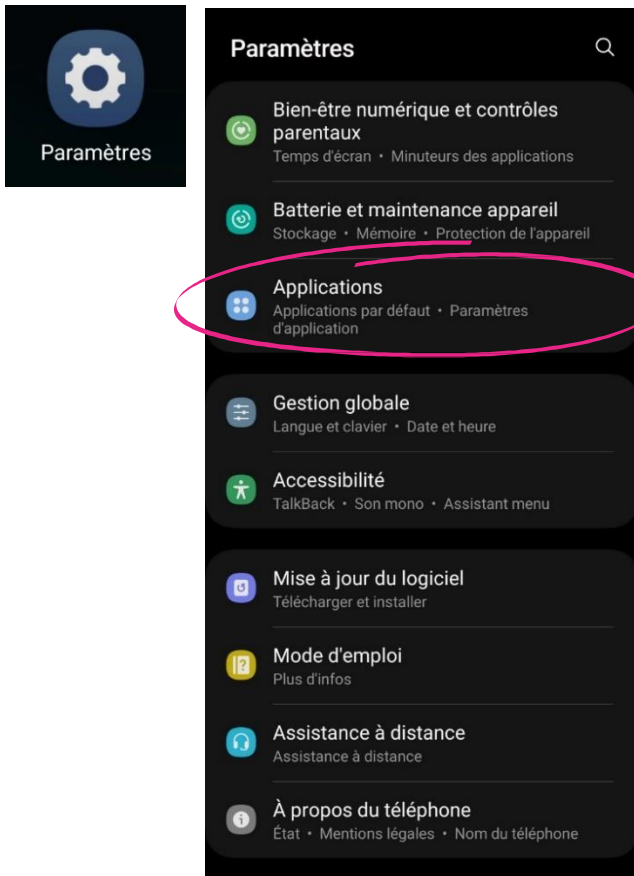 Paramètres
Paramètres
Bien-être numérique et contrôles
parentaux
Temps d'écran • Minuteurs des applications
Batterie et maintenance appareil
Stockage • Mémoire • Protection de l'appareil
Applications
Applications par défaut • Paramètres
d'application
Gestion globale
Langue et clavier • Date et heure
Accessibilité
TalkBack • Son mono • Assistant menu
Mise à jour du logiciel
Télécharger et installer
Mode d'emploi
Plus d'infos
Assistance à distance
Assistance à distance
À propos du téléphone
État • Mentions légales • Nom du téléphone